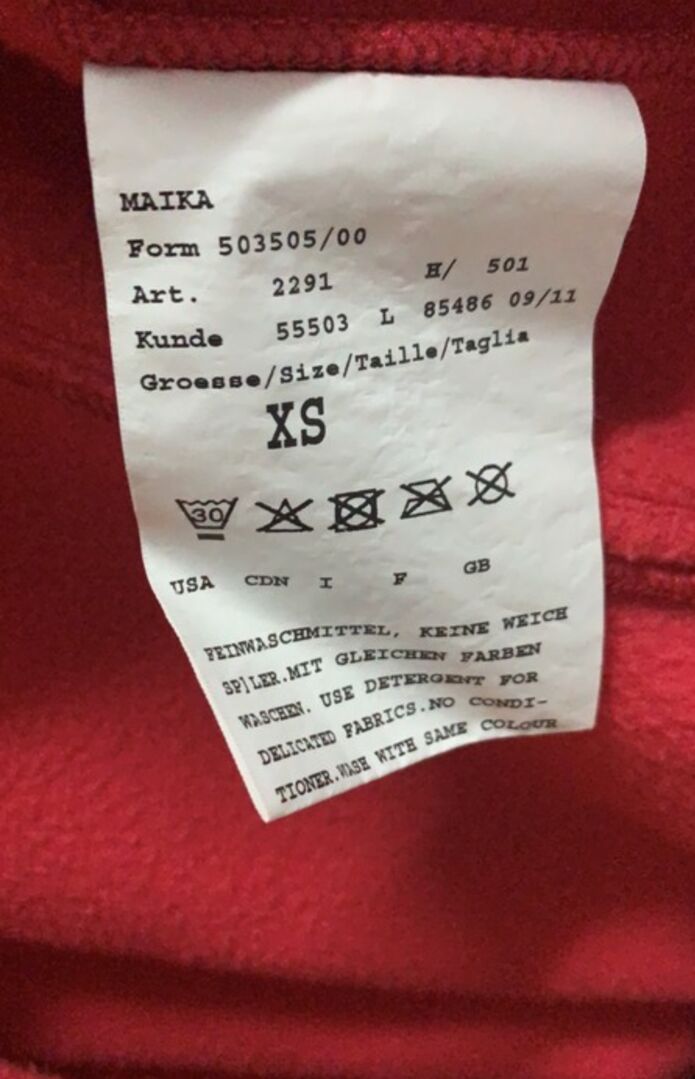 MAIKA
Form 503505/00
Art. 2291 H/ 501
Kunde 55503 L 85486 09/11
Groesse/Size/Taille/Taglia
XS
30
USA CDN I F GB
FEINWASCHMITTEL, KEINE WEICH
SP]LER.MIT GLEICHEN FARBEN
WASCHEN. USE DETERGENT FOR
DELICATED FABRICS.NO CONDI-
TIONER.WASH WITH SAME COLOUR